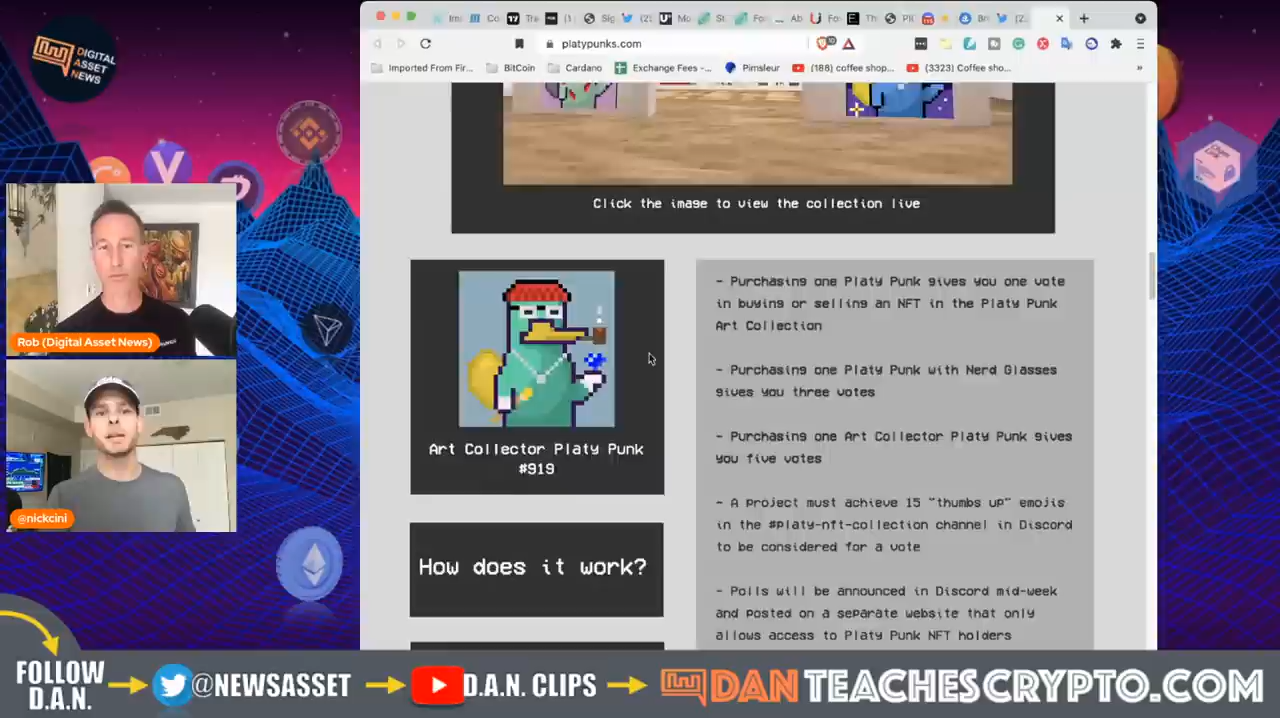 DIGITAL
ASSET
NEWS
platypunks.com
Imported From Fir...
BitCoin
Cardano
Exchange Fees -...
Pimsleur
(188) coffee shop...
(3323) Coffee sho...
»
Click the image to view the collection live
Art Collector Platy Punk
#919
How does it work?
- Purchasing one Platy Punk gives you one vote
in buying or selling an NFT in the Platy Punk
Art Collection
- Purchasing one Platy Punk with Nerd Glasses
gives you three votes
- Purchasing one Art Collector Platy Punk gives
you five votes
- A project must achieve 15 "thumbs up" emojis
in the #platy-nft-collection channel in Discord
to be considered for a vote
- Polls will be announced in Discord mid-week
and posted on a separate website that only
allows access to Platy Punk NFT holders
Rob (Digital Asset News)
@nickcini
FOLLOW
D.A.N.
@NEWSASSET
D.A.N. CLIPS
DANTEACHESCRYPTO.COM